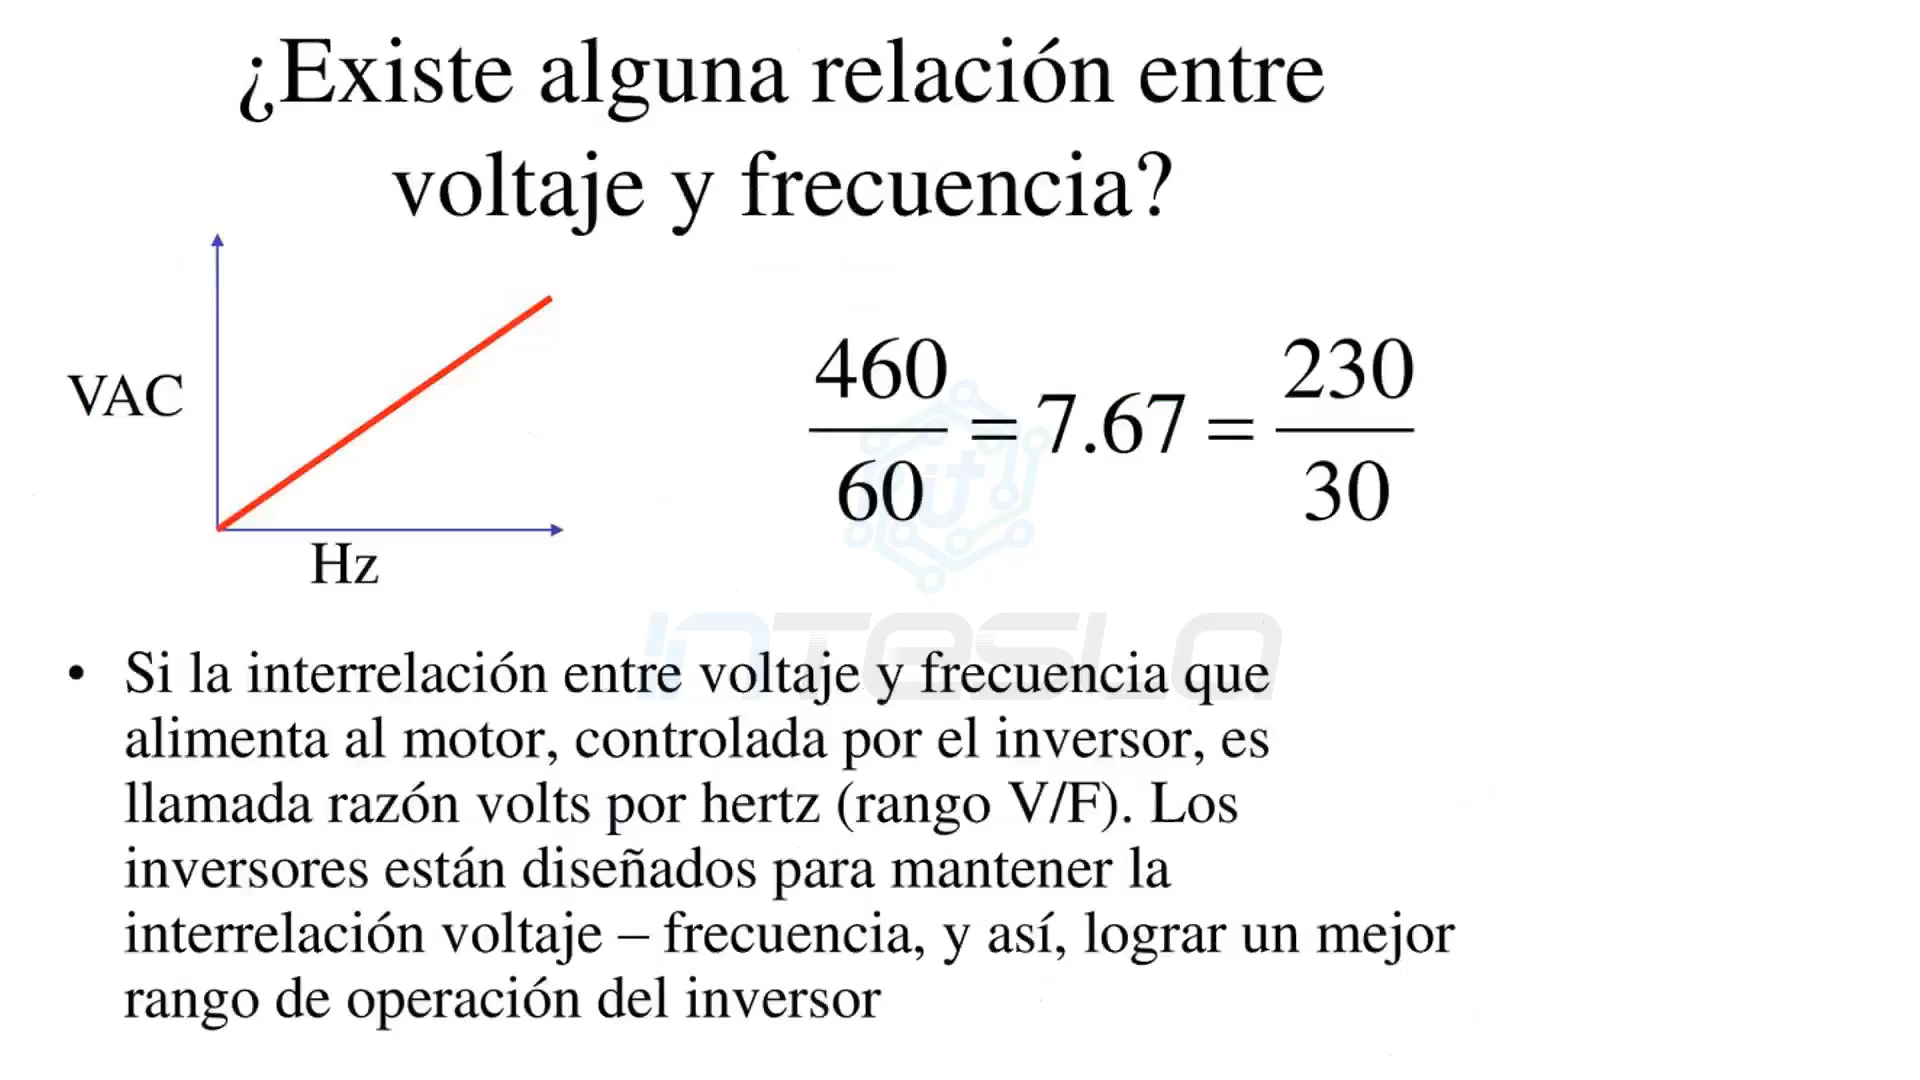 ¿Existe alguna relación entre
voltaje y frecuencia?
VAC
Hz
460
60
= 7.67 =
230
30
inTesla
• Si la interrelación entre voltaje y frecuencia que
alimenta al motor, controlada por el inversor, es
llamada razón volts por hertz (rango V/F). Los
inversores están diseñados para mantener la
interrelación voltaje – frecuencia, y así, lograr un mejor
rango de operación del inversor